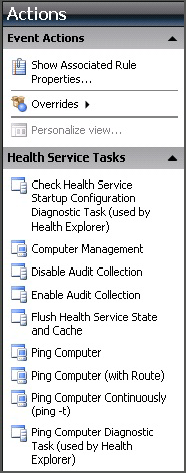 Actions
Event Actions
Show Associated Rule
Properties...
Overrides
Personalize view...
Health Service Tasks
Check Health Service
Startup Configuration
Diagnostic Task (used by
Health Explorer)
Computer Management
Disable Audit Collection
Enable Audit Collection
Flush Health Service State
and Cache
Ping Computer
Ping Computer (with Route)
Ping Computer Continuously
(ping -t)
Ping Computer Diagnostic
Task (used by Health
Explorer)